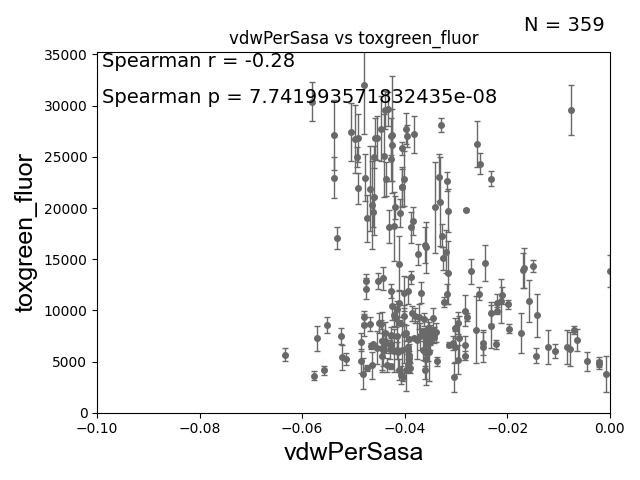 N = 359
vdwPerSasa vs toxgreen_fluor
Spearman r = -0.28
Spearman p = 7.741993571832435e-08
35000
30000
25000
20000
15000
10000
5000
0
toxgreen_fluor
−0.10 −0.08 −0.06 −0.04 −0.02 0.00
vdwPerSasa